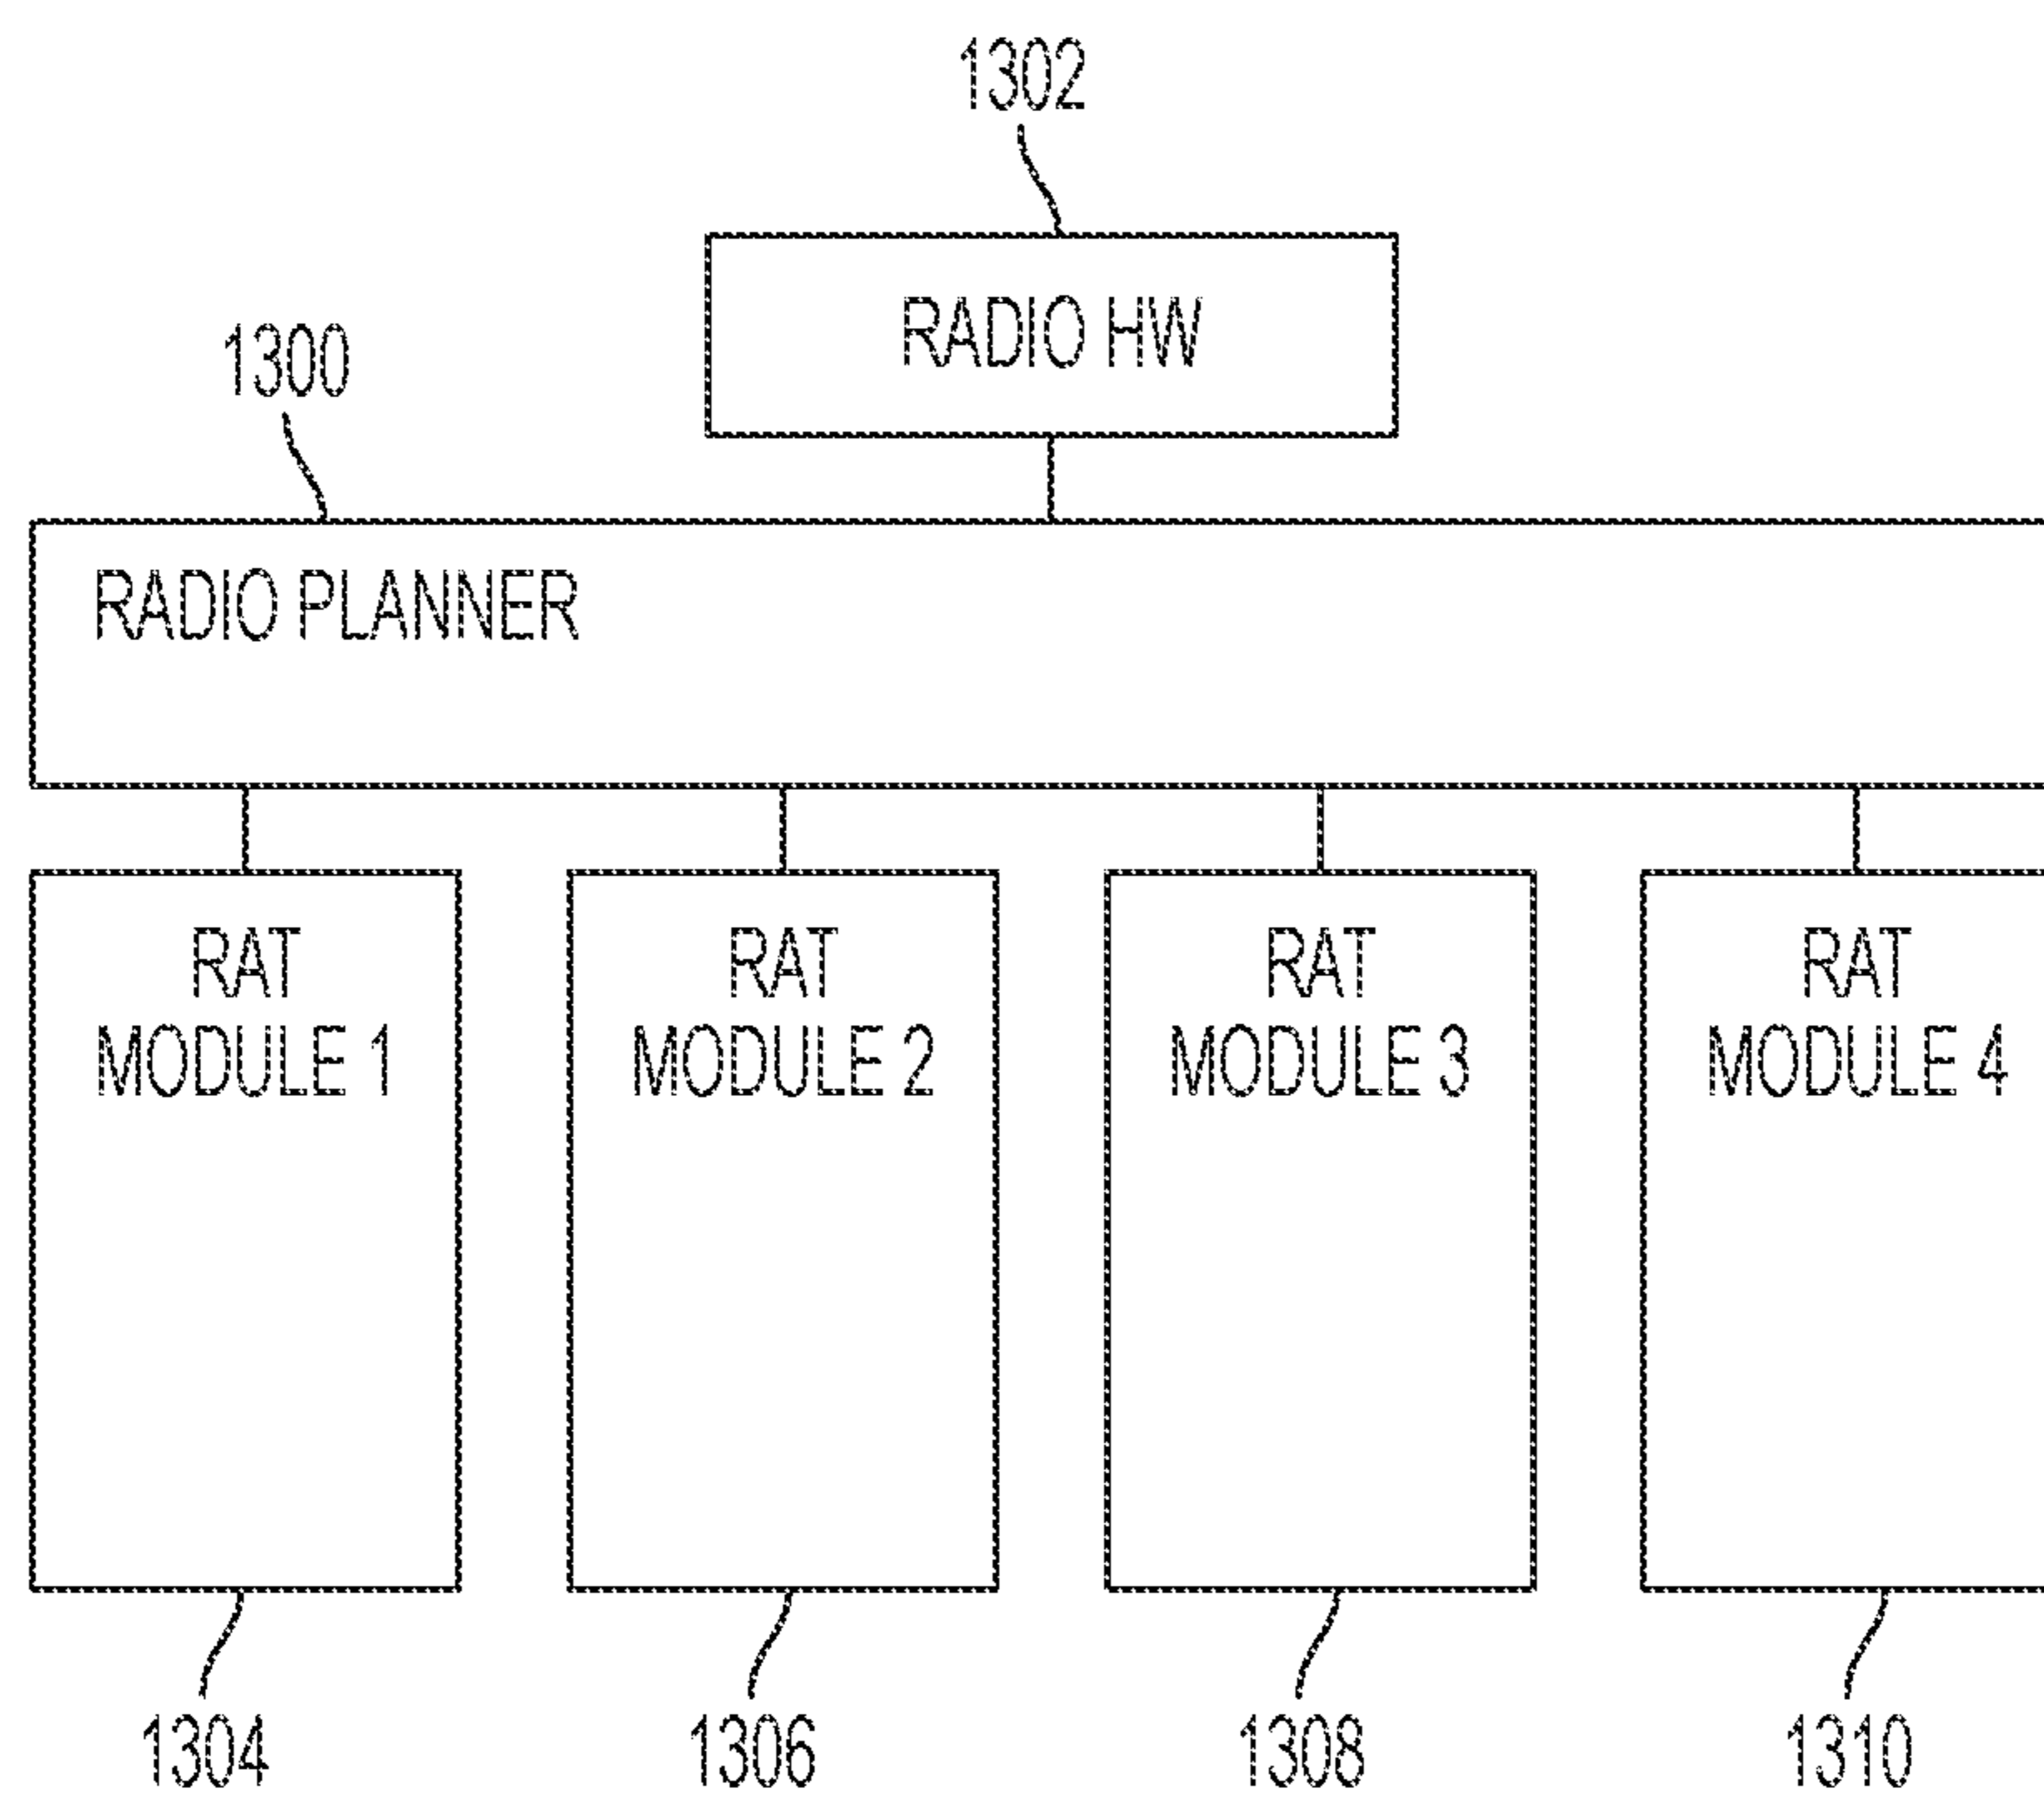 1302
RADIO HW
1300
RADIO PLANNER
RAT
MODULE 1
RAT
MODULE 2
RAT
MODULE 3
RAT
MODULE 4
1304
1306
1308
1310